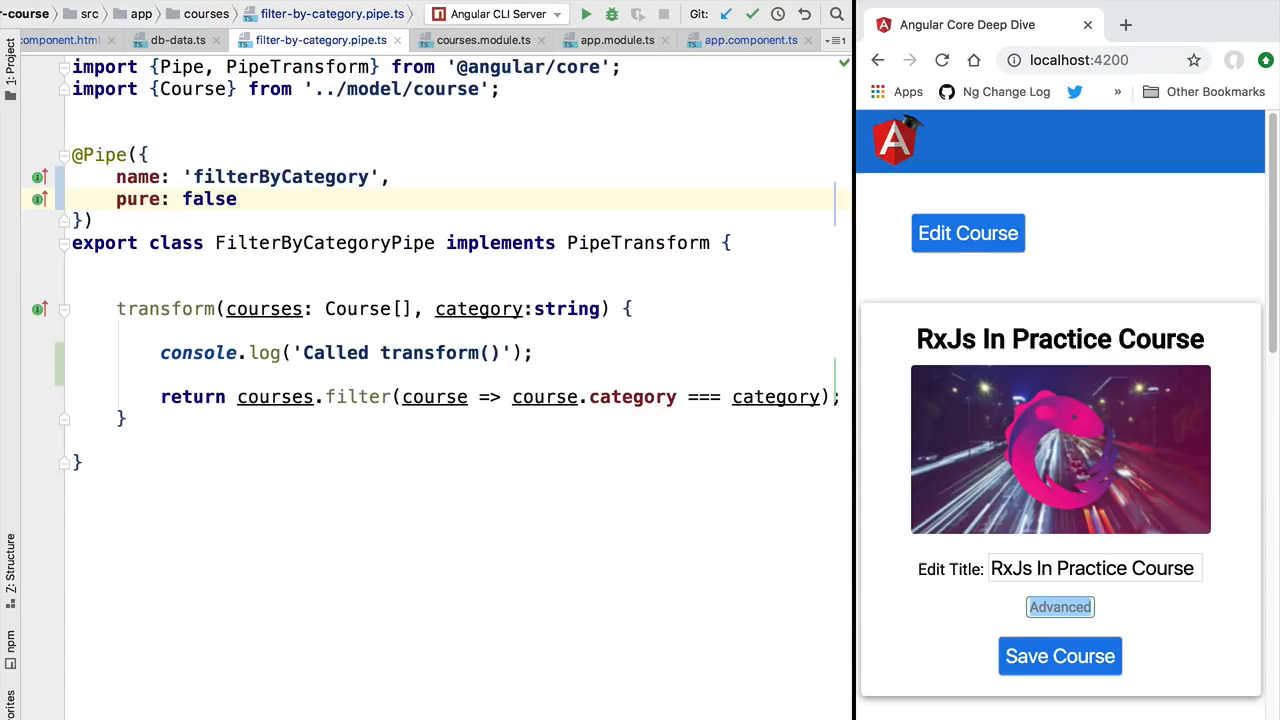 r-course src app courses filter-by-category.pipe.ts Angular CLI Server Git:
component.html db-data.ts filter-by-category.pipe.ts courses.module.ts app.module.ts app.component.ts
1: Project
import {Pipe, PipeTransform} from '@angular/core';
import {Course} from '../model/course';
@Pipe({
name: 'filterByCategory',
pure: false
})
export class FilterByCategoryPipe implements PipeTransform {
transform(courses: Course[], category:string) {
console.log('Called transform()');
return courses.filter(course => course.category === category);
}
}
Z: Structure
npm
rorites
Angular Core Deep Dive
localhost:4200
Apps Ng Change Log » Other Bookmarks
Edit Course
RxJs In Practice Course
Edit Title: RxJs In Practice Course
Advanced
Save Course